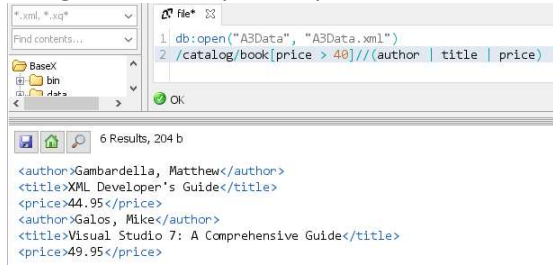 *.xml, *.xq*
file*
Find contents...
1 db:open("A3Data", "A3Data.xml")
2 /catalog/book[price > 40]//(author | title | price)
BaseX
bin
data
OK
6 Results, 204 b
<author>Gambardella, Matthew</author>
<title>XML Developer's Guide</title>
<price>44.95</price>
<author>Galos, Mike</author>
<title>Visual Studio 7: A Comprehensive Guide</title>
<price>49.95</price>